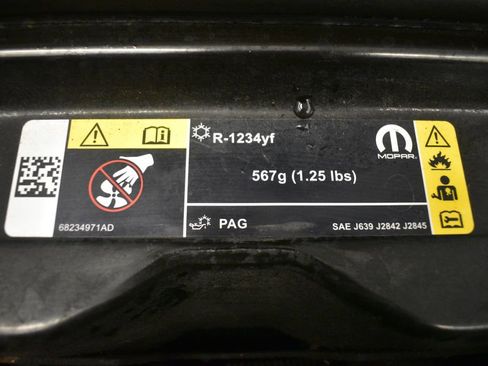 R-1234yf
MOPAR
567g (1.25 lbs)
68234971AD
PAG
SAE J639 J2842 J2845